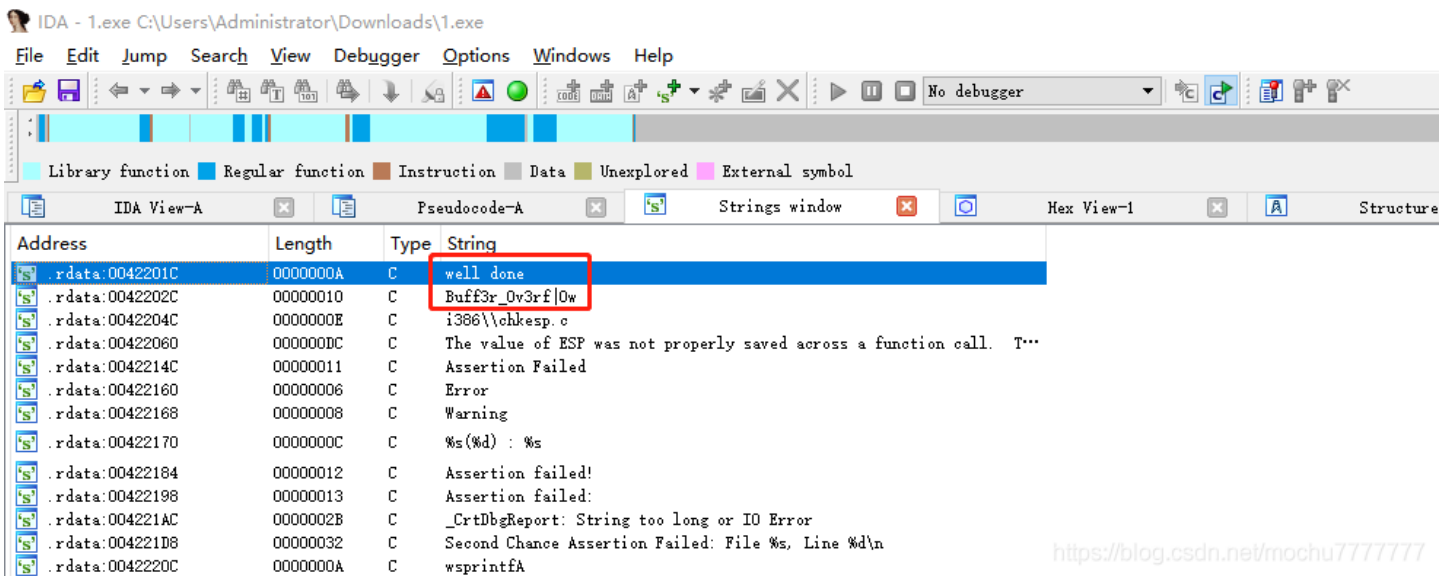 IDA - 1.exe C:\Users\Administrator\Downloads\1.exe
File Edit Jump Search View Debugger Options Windows Help
No debugger
Library function Regular function Instruction Data Unexplored External symbol
IDA View-A Pseudocode-A Strings window Hex View-1 Structure
Address Length Type String
.rdata:0042201C 0000000A C well done
.rdata:0042202C 00000010 C Buff3r_0v3rf|0w
.rdata:0042204C 0000000E C i386\\chkesp.c
.rdata:00422060 000000DC C The value of ESP was not properly saved across a function call. T…
.rdata:0042214C 00000011 C Assertion Failed
.rdata:00422160 00000006 C Error
.rdata:00422168 00000008 C Warning
.rdata:00422170 0000000C C %s(%d) : %s
.rdata:00422184 00000012 C Assertion failed!
.rdata:00422198 00000013 C Assertion failed:
.rdata:004221AC 0000002B C _CrtDbgReport: String too long or IO Error
.rdata:004221D8 00000032 C Second Chance Assertion Failed: File %s, Line %d\n
.rdata:0042220C 0000000A C wsprintfA
https://blog.csdn.net/mochu7777777